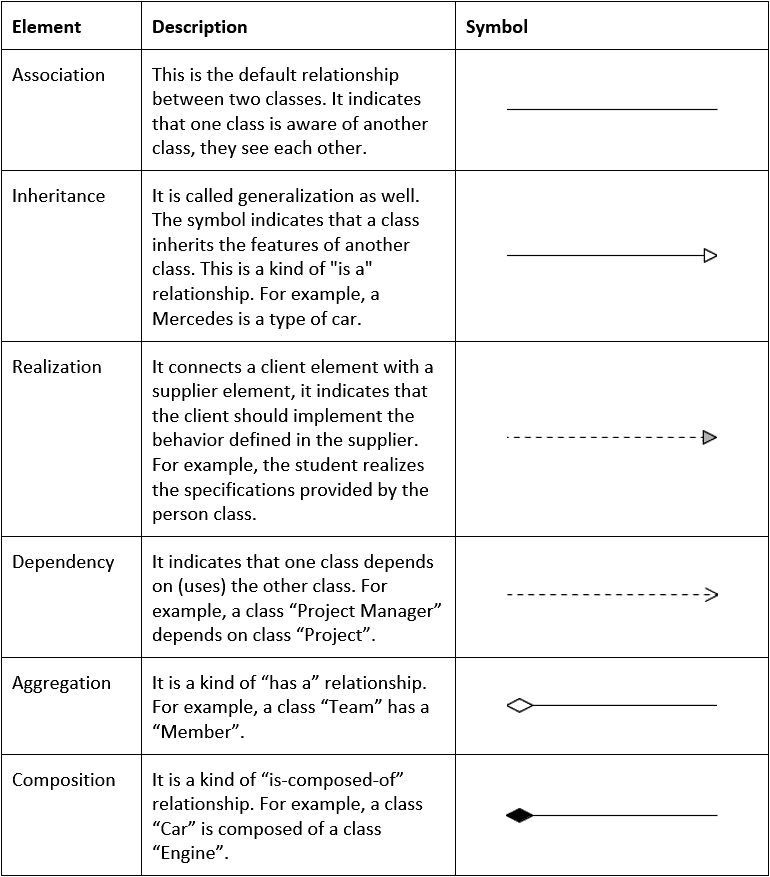 Element Description Symbol
Association
This is the default relationship
between two classes. It indicates
that one class is aware of another
class, they see each other.
Inheritance
It is called generalization as well.
The symbol indicates that a class
inherits the features of another
class. This is a kind of "is a"
relationship. For example, a
Mercedes is a type of car.
Realization
It connects a client element with a
supplier element, it indicates that
the client should implement the
behavior defined in the supplier.
For example, the student realizes
the specifications provided by the
person class.
Dependency
It indicates that one class depends
on (uses) the other class. For
example, a class “Project Manager”
depends on class “Project”.
Aggregation
It is a kind of “has a” relationship.
For example, a class “Team” has a
“Member”.
Composition
It is a kind of “is-composed-of”
relationship. For example, a class
“Car” is composed of a class
“Engine”.